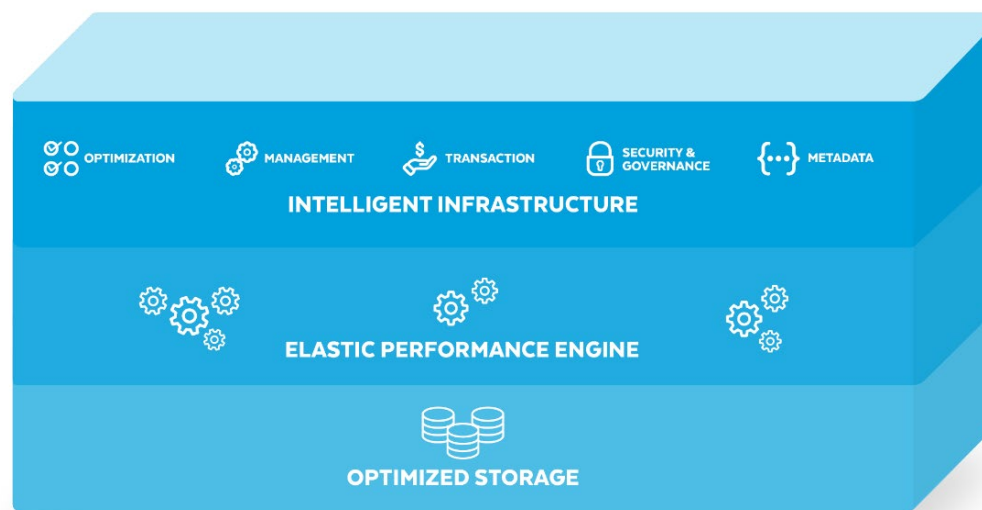 OPTIMIZATION
MANAGEMENT
$
TRANSACTION
SECURITY &
GOVERNANCE
{•••}
METADATA
INTELLIGENT INFRASTRUCTURE
ELASTIC PERFORMANCE ENGINE
OPTIMIZED STORAGE